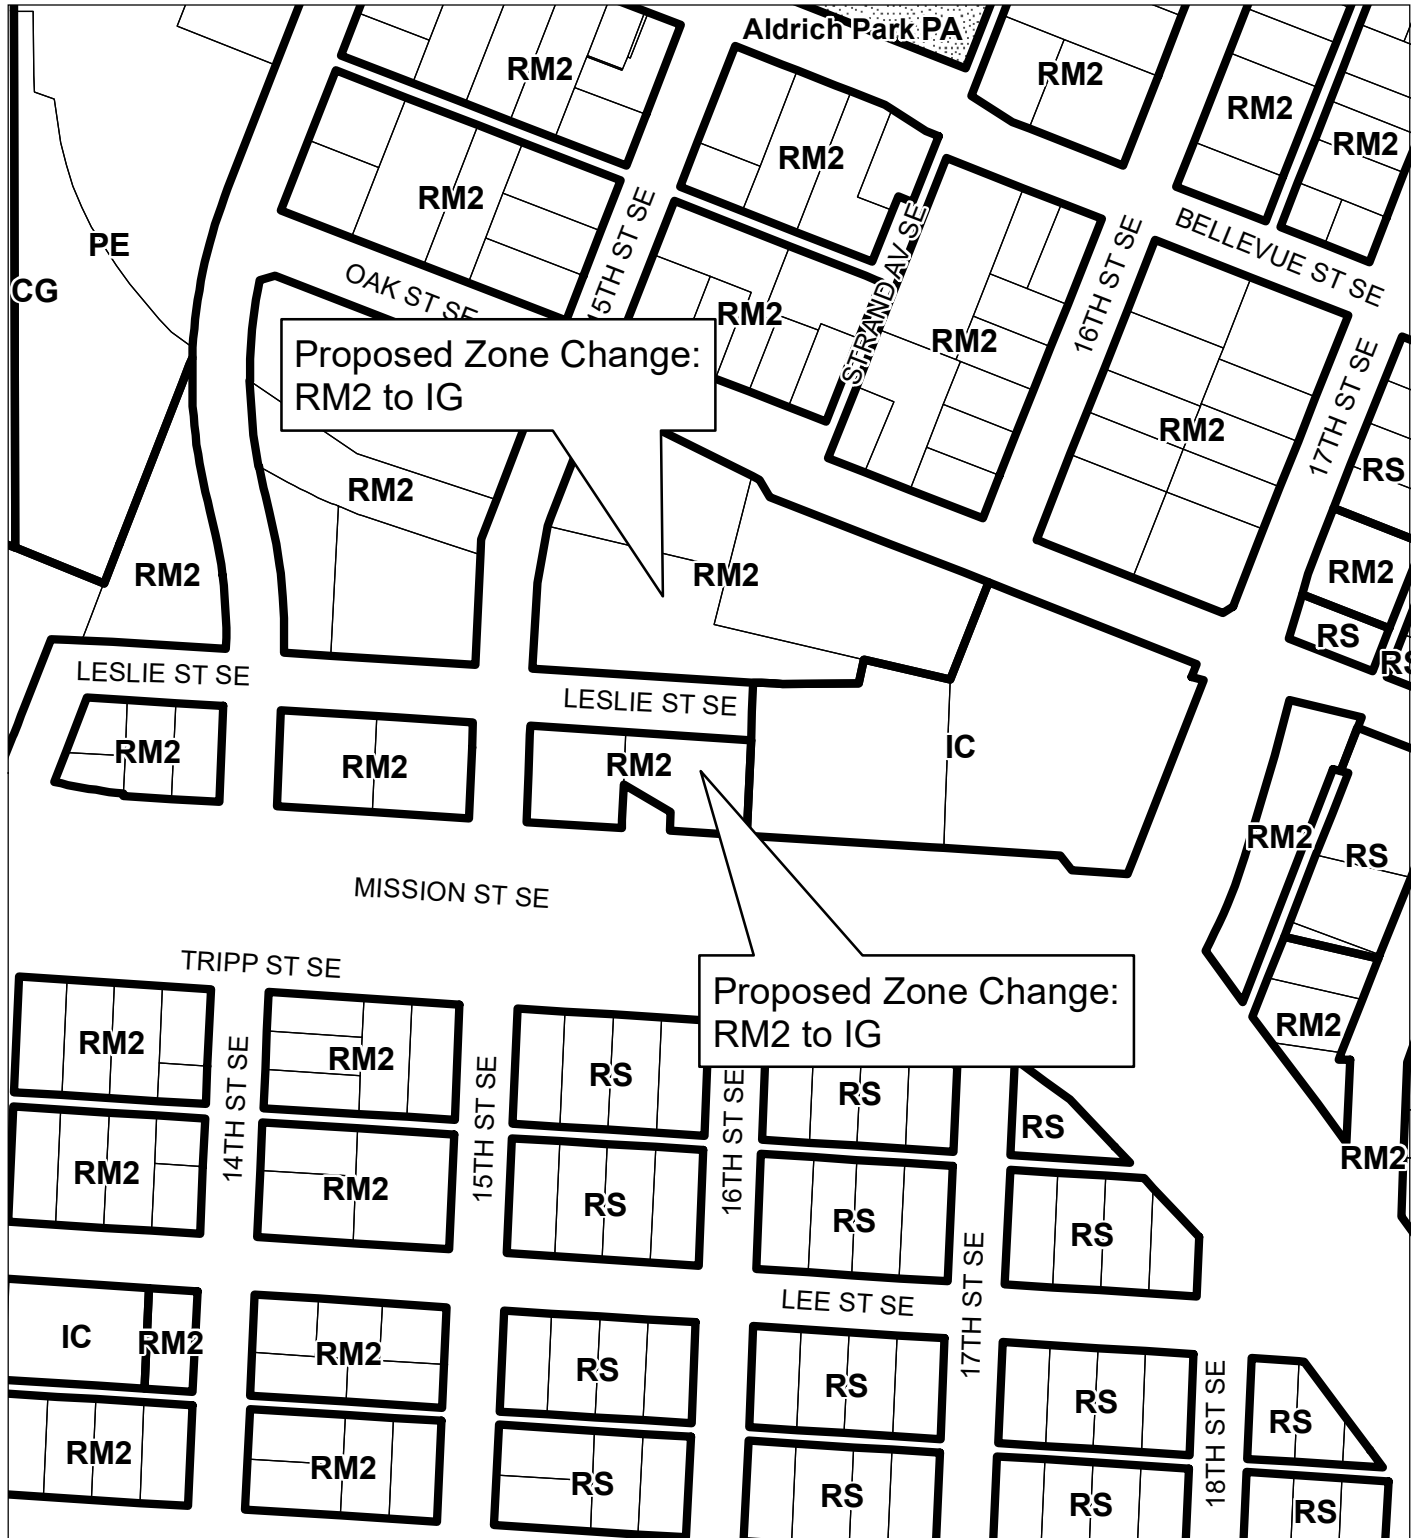 Aldrich Park PA
RM2
RM2
RM2
RM2
RM2
RM2
PE
CG
OAK ST SE
15TH ST SE
STRAND AV SE
16TH ST SE
BELLEVUE ST SE
RM2
RM2
RM2
17TH ST SE
RS
Proposed Zone Change:
RM2 to IG
RM2
RM2
RM2
RM2
RS
RS
LESLIE ST SE
LESLIE ST SE
RM2
RM2
RM2
IC
RM2
RS
MISSION ST SE
TRIPP ST SE
Proposed Zone Change:
RM2 to IG
RM2
RM2
RM2
14TH ST SE
15TH ST SE
RS
16TH ST SE
RS
RS
RM2
RM2
RM2
RS
RS
RS
17TH ST SE
LEE ST SE
IC
RM2
RM2
RS
RS
RS
18TH ST SE
RS
RM2
RM2
RS
RS
RS
RS